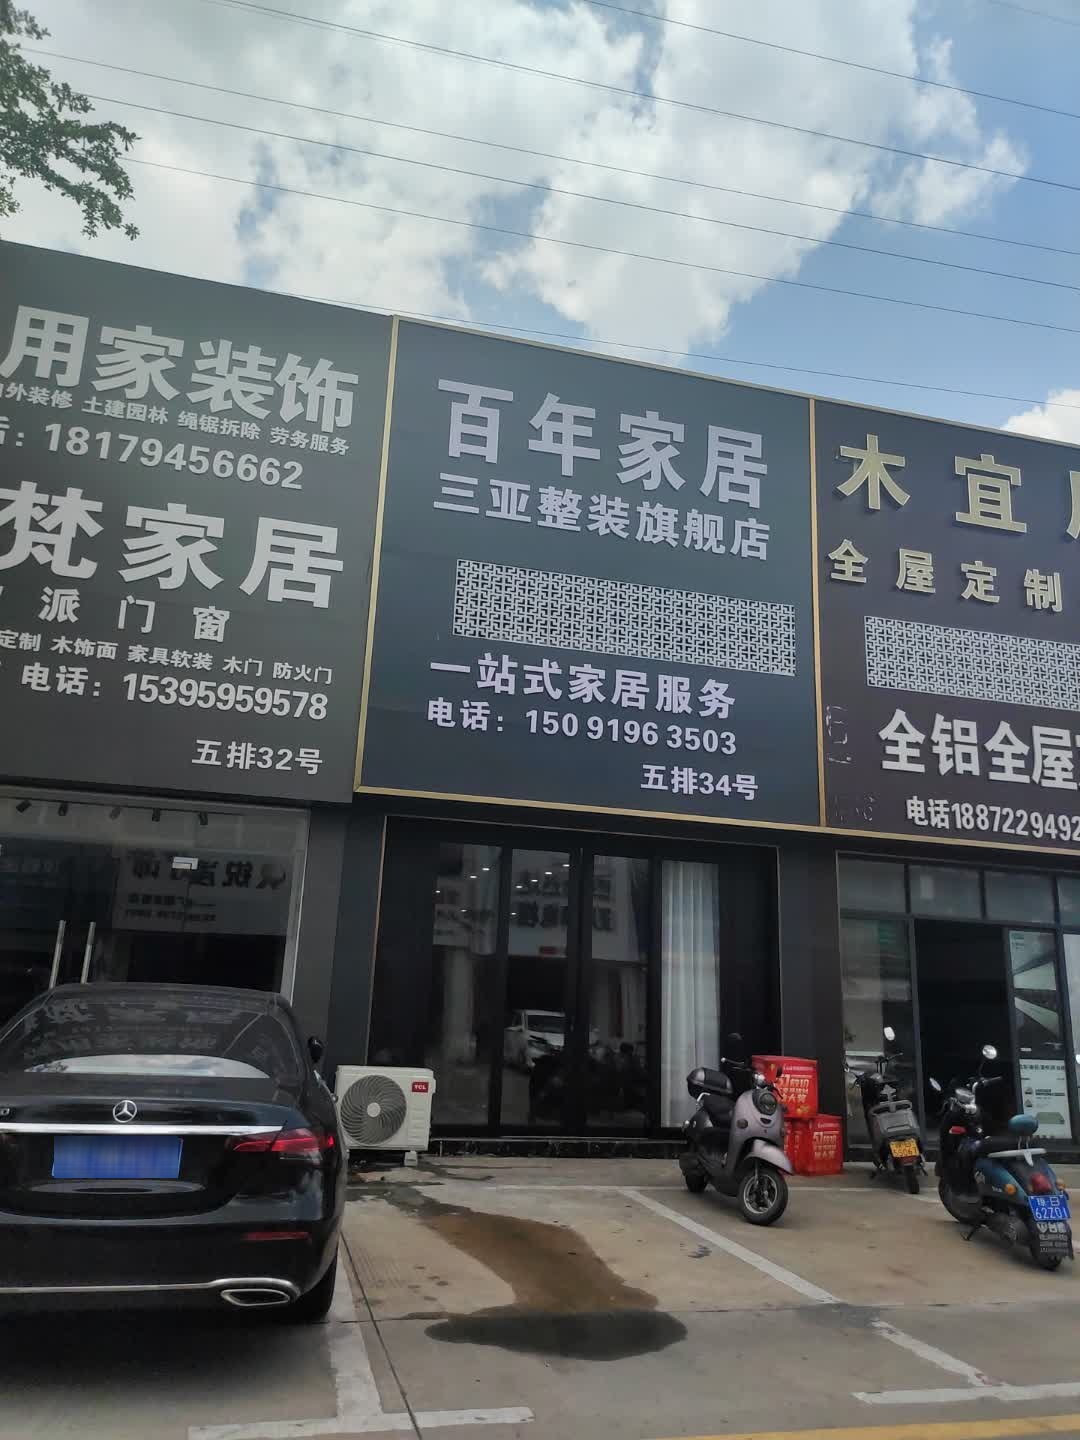 用家装饰
外装修 土建园林 绳锯拆除 劳务服务
：18179456662
梵家居
派门窗
定制 木饰面 家具软装 木门 防火门
电话：15395959578
五排32号
百年家居
三亚整装旗舰店
一站式家居服务
电话：150 9196 3503
五排34号
木宜
全屋定制
全铝全屋
电话1887229492
TCL
62Z01